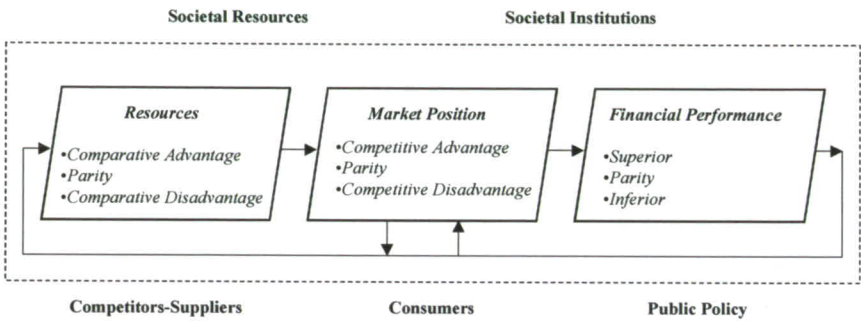 Societal Resources
Societal Institutions
Resources
•Comparative Advantage
•Parity
•Comparative Disadvantage
Market Position
•Competitive Advantage
•Parity
•Competitive Disadvantage
Financial Performance
•Superior
•Parity
•Inferior
Competitors-Suppliers
Consumers
Public Policy